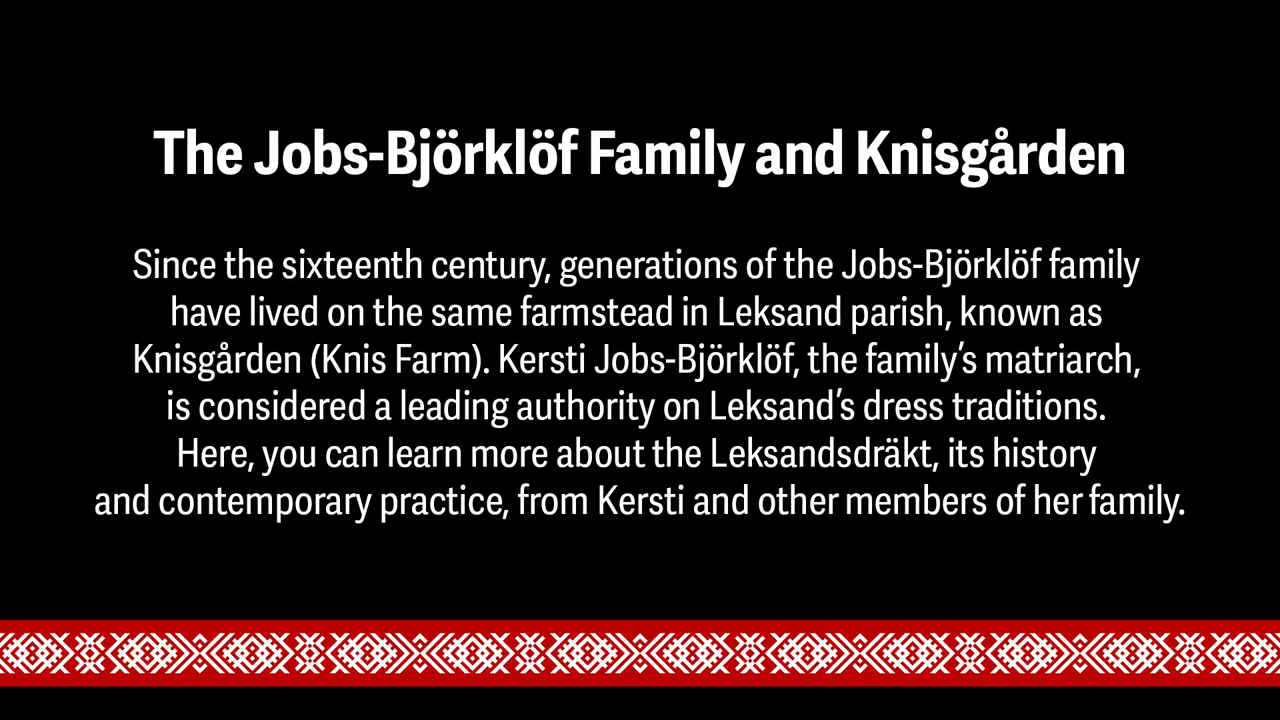 The Jobs-Björklöf Family and Knisgården
Since the sixteenth century, generations of the Jobs-Björklöf family
have lived on the same farmstead in Leksand parish, known as
Knisgården (Knis Farm). Kersti Jobs-Björklöf, the family’s matriarch,
is considered a leading authority on Leksand’s dress traditions.
Here, you can learn more about the Leksandsdräkt, its history
and contemporary practice, from Kersti and other members of her family.